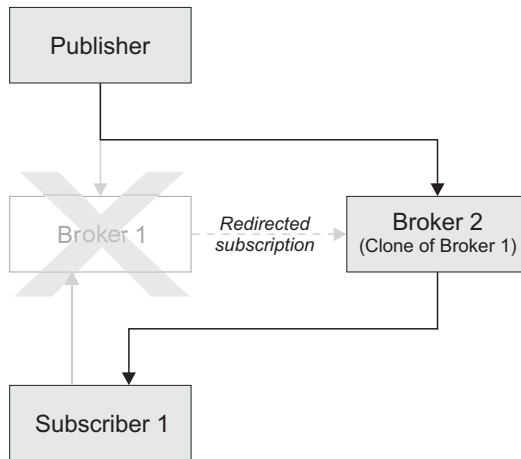 Publisher
Broker 1
Redirected
subscription
Broker 2
(Clone of Broker 1)
Subscriber 1